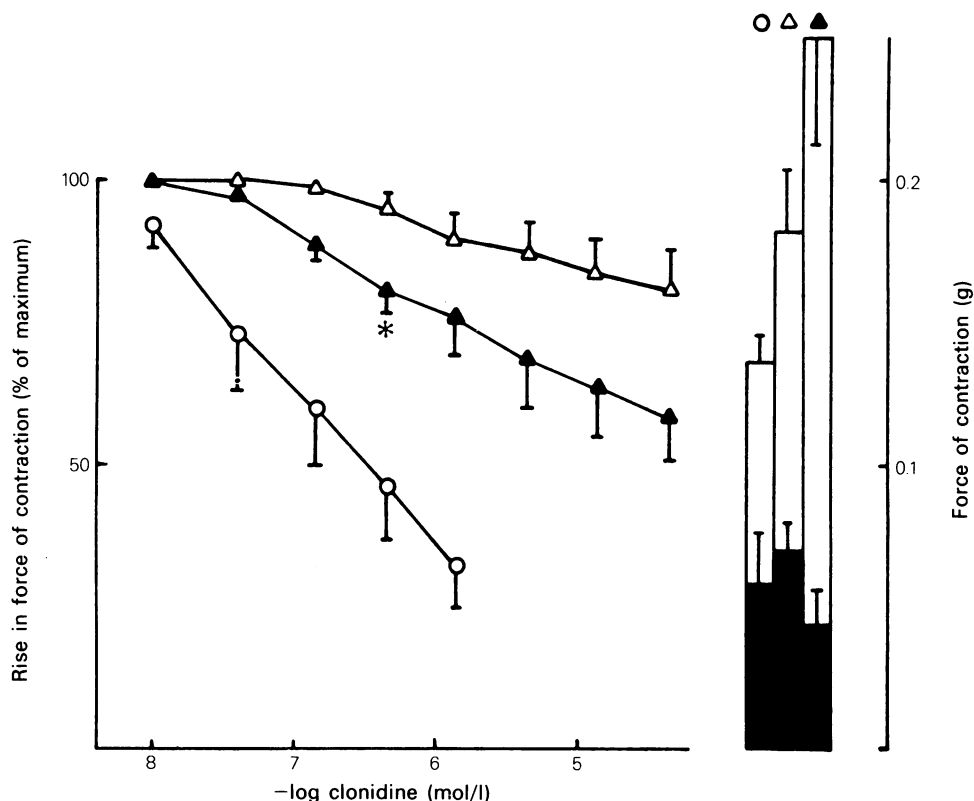 Rise in force of contraction (% of maximum)
100
50
*
8 7 6 5
−log clonidine (mol/l)
0.2
0.1
Force of contraction (g)